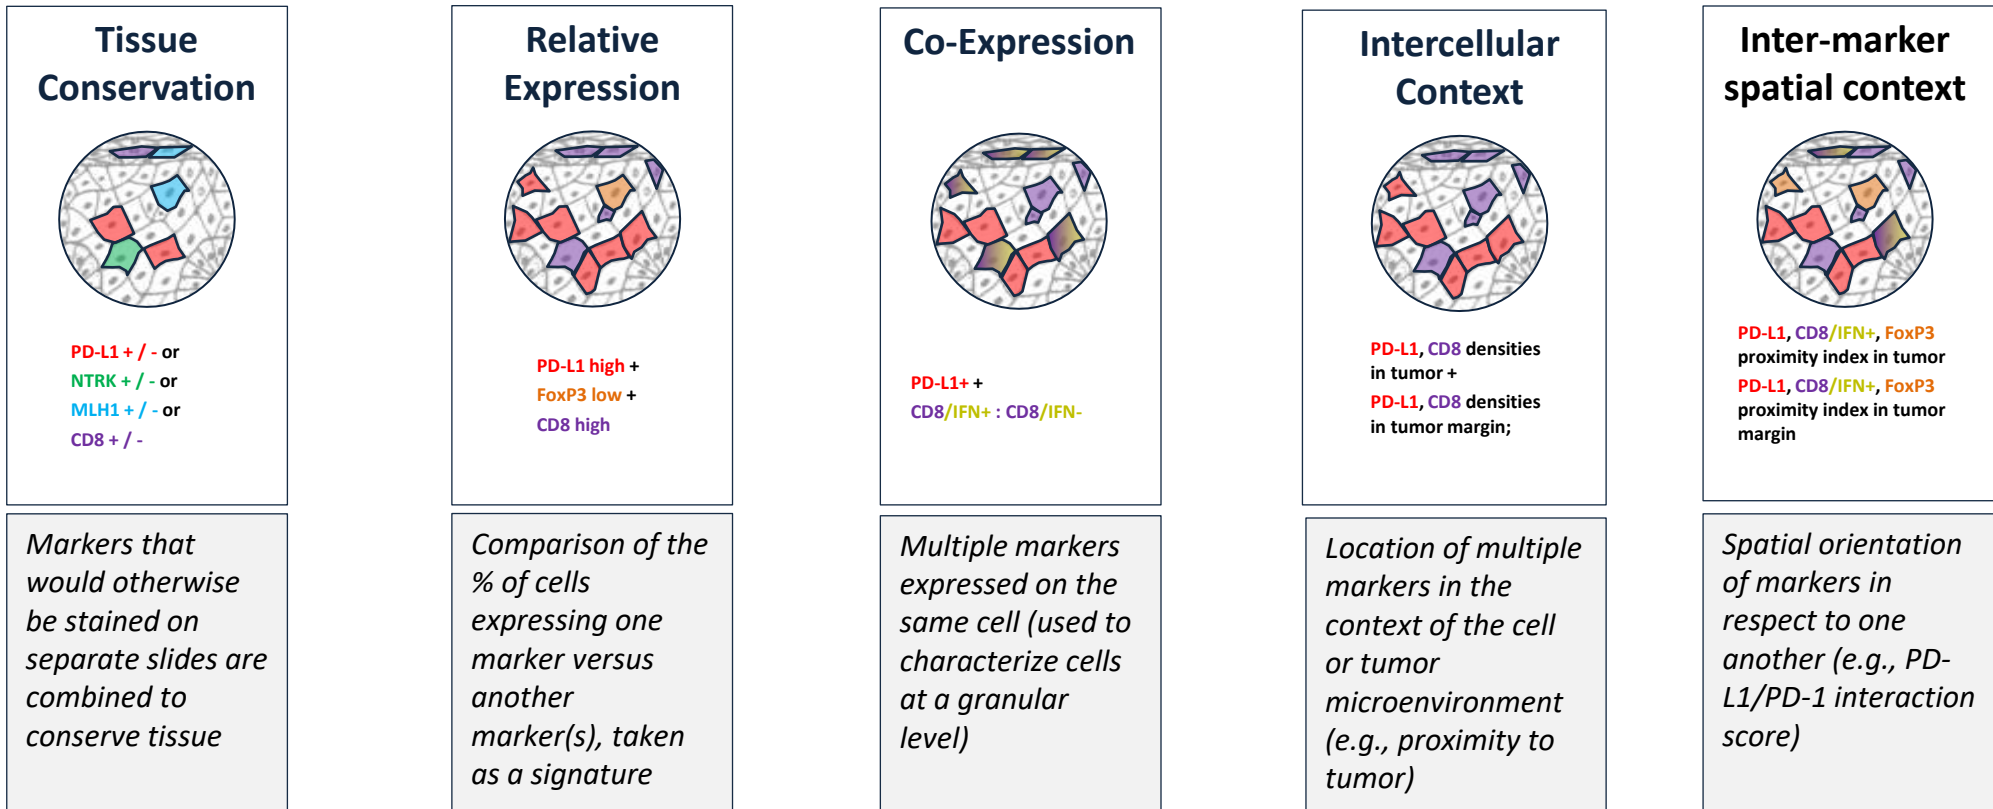 Tissue
Conservation
PD-L1 + / - or
NTRK + / - or
MLH1 + / - or
CD8 + / -
Markers that
would otherwise
be stained on
separate slides are
combined to
conserve tissue
Relative
Expression
PD-L1 high +
FoxP3 low +
CD8 high
Comparison of the
% of cells
expressing one
marker versus
another
marker(s), taken
as a signature
Co-Expression
PD-L1+ +
CD8/IFN+ : CD8/IFN-
Multiple markers
expressed on the
same cell (used to
characterize cells
at a granular
level)
Intercellular
Context
PD-L1, CD8 densities
in tumor +
PD-L1, CD8 densities
in tumor margin;
Location of multiple
markers in the
context of the cell
or tumor
microenvironment
(e.g., proximity to
tumor)
Inter-marker
spatial context
PD-L1, CD8/IFN+, FoxP3
proximity index in tumor
PD-L1, CD8/IFN+, FoxP3
proximity index in tumor
margin
Spatial orientation
of markers in
respect to one
another (e.g., PD-
L1/PD-1 interaction
score)